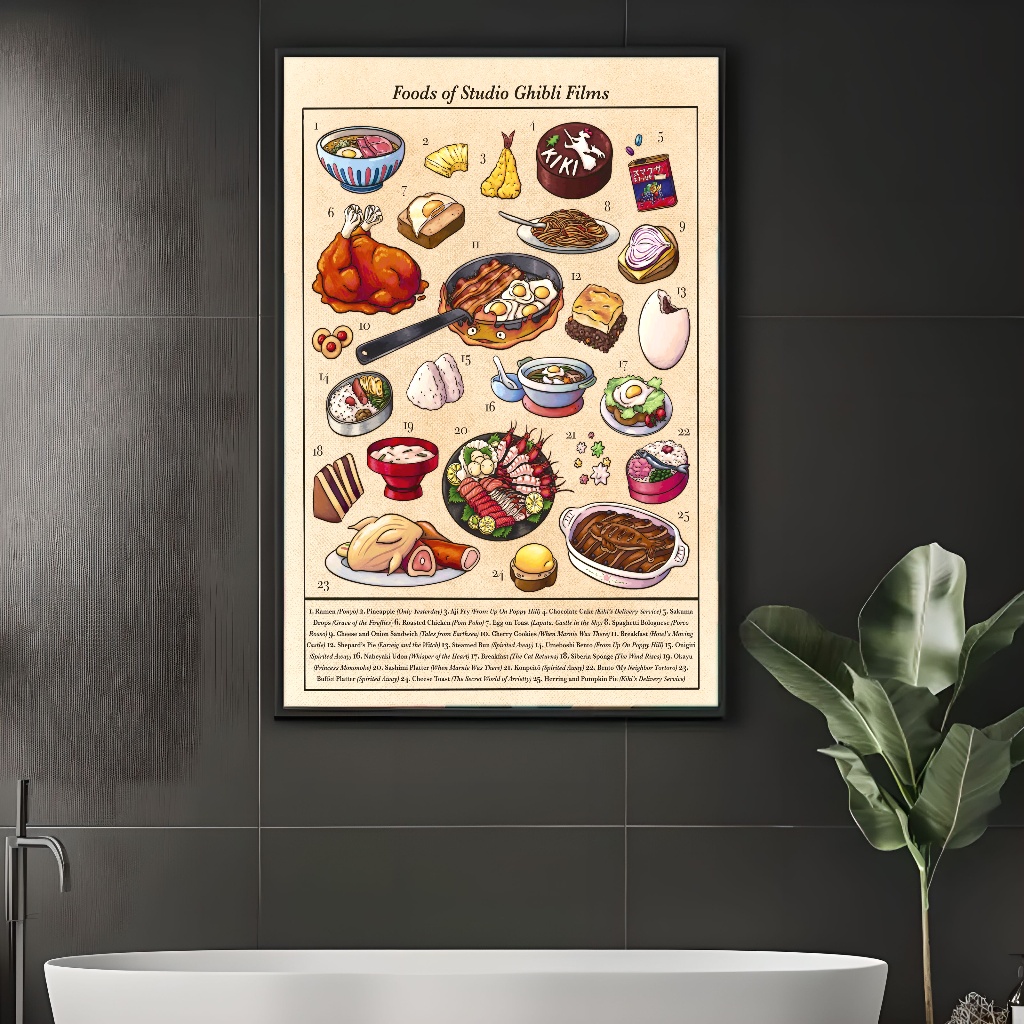 Foods of Studio Ghibli Films
1
2
3
4
KIKI
5
6
7
8
9
10
11
12
13
14
15
16
17
18
19
20
21
22
23
24
25
1. Ramen (Ponyo) 2. Pineapple (Only Yesterday) 3. Aji Fry (From Up On Poppy Hill) 4. Chocolate Cake (Kiki's Delivery Service) 5. Sakuma
Drops (Grave of the Fireflies) 6. Roasted Chicken (Pom Poko) 7. Egg on Toast (Laputa: Castle in the Sky) 8. Spaghetti Bolognese (Porco
Rosso) 9. Cheese and Onion Sandwich (Tales from Earthsea) 10. Cherry Cookies (When Marnie Was There) 11. Breakfast (Howl's Moving
Castle) 12. Shepard's Pie (Earwig and the Witch) 13. Steamed Bun (Spirited Away) 14. Umeboshi Bento (From Up On Poppy Hill) 15. Onigiri
(Spirited Away) 16. Nabeyaki Udon (Whisper of the Heart) 17. Breakfast (The Cat Returns) 18. Siberia Sponge (The Wind Rises) 19. Okayu
(Princess Mononoke) 20. Sashimi Platter (When Marnie Was There) 21. Konpeitō (Spirited Away) 22. Bento (My Neighbor Totoro) 23.
Buffet Platter (Spirited Away) 24. Cheese Toast (The Secret World of Arrietty) 25. Herring and Pumpkin Pie (Kiki's Delivery Service)